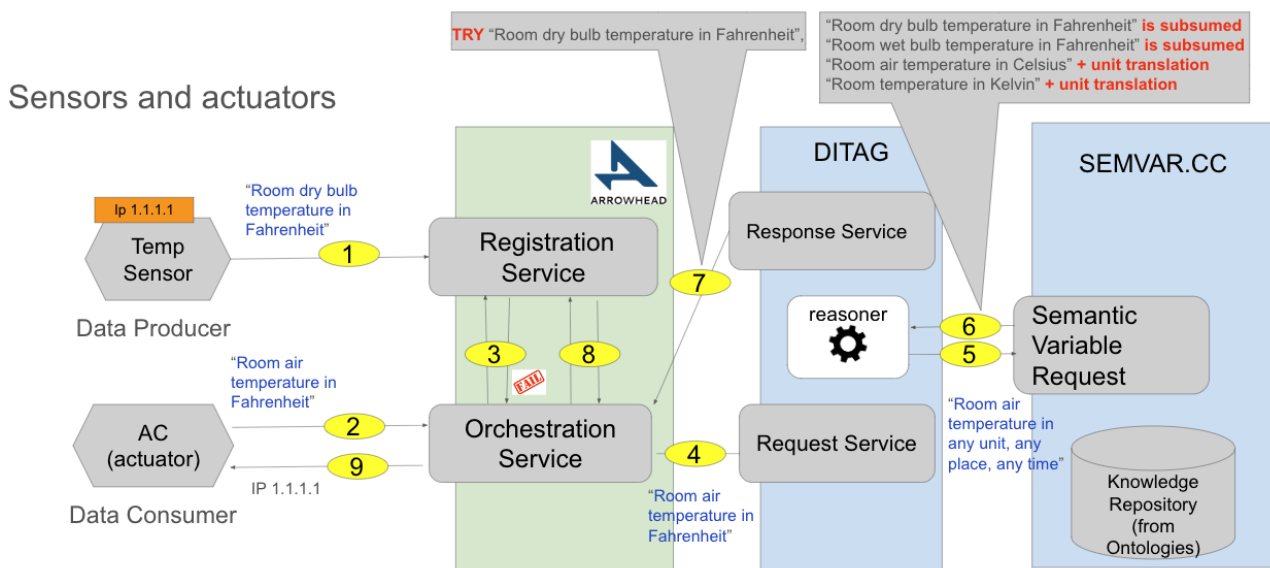 TRY “Room dry bulb temperature in Fahrenheit”,
“Room dry bulb temperature in Fahrenheit” is subsumed
“Room wet bulb temperature in Fahrenheit” is subsumed
“Room air temperature in Celsius” + unit translation
“Room temperature in Kelvin” + unit translation
Sensors and actuators
ARROWHEAD
DITAG
SEMVAR.CC
Ip 1.1.1.1
Temp
Sensor
Data Producer
“Room dry bulb
temperature in
Fahrenheit”
1
Registration
Service
7
Response Service
reasoner
6
5
Semantic
Variable
Request
3
8
FAIL
“Room air
temperature in
Fahrenheit”
AC
(actuator)
Data Consumer
2
9
IP 1.1.1.1
Orchestration
Service
4
“Room air
temperature in
Fahrenheit”
Request Service
“Room air
temperature in
any unit, any
place, any time”
Knowledge
Repository
(from
Ontologies)